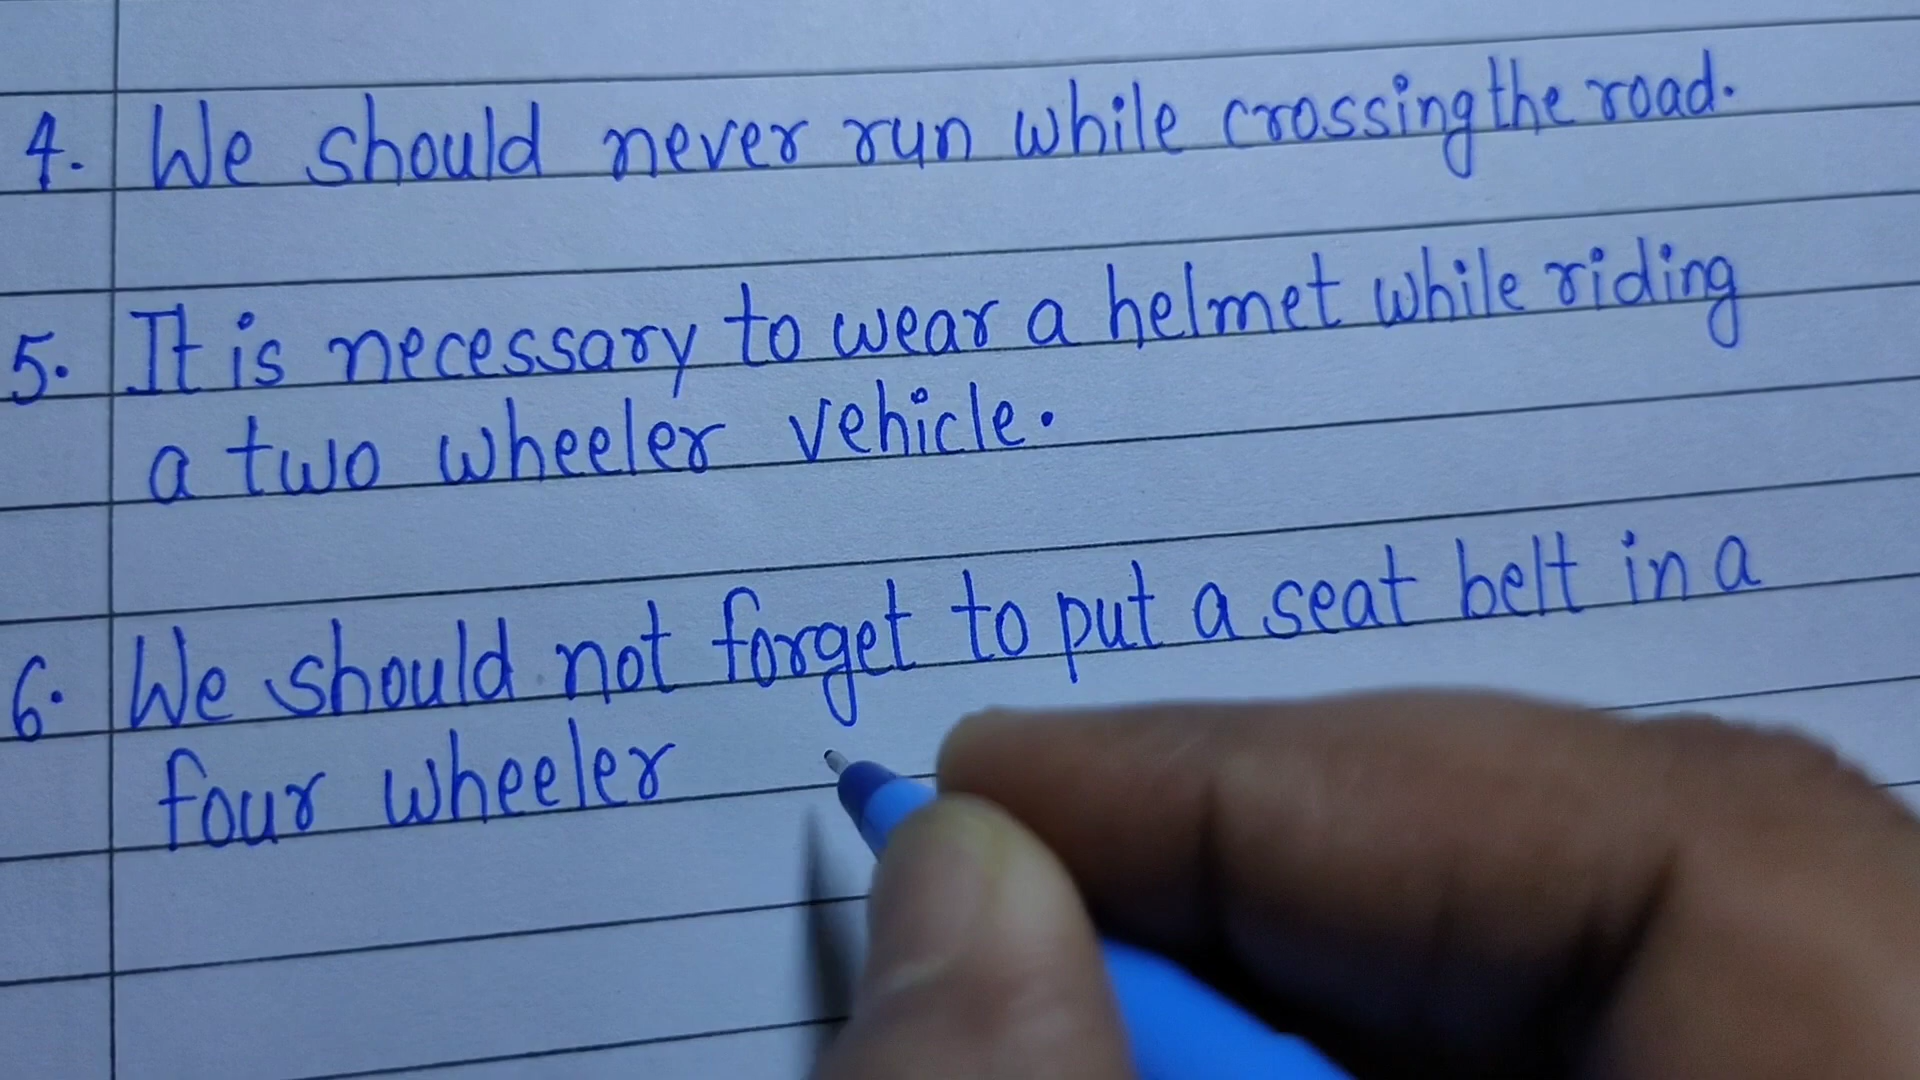 4. We should never run while crossing the road.
5. It is necessary to wear a helmet while riding
a two wheeler vehicle.
6. We should not forget to put a seat belt in a
four wheeler